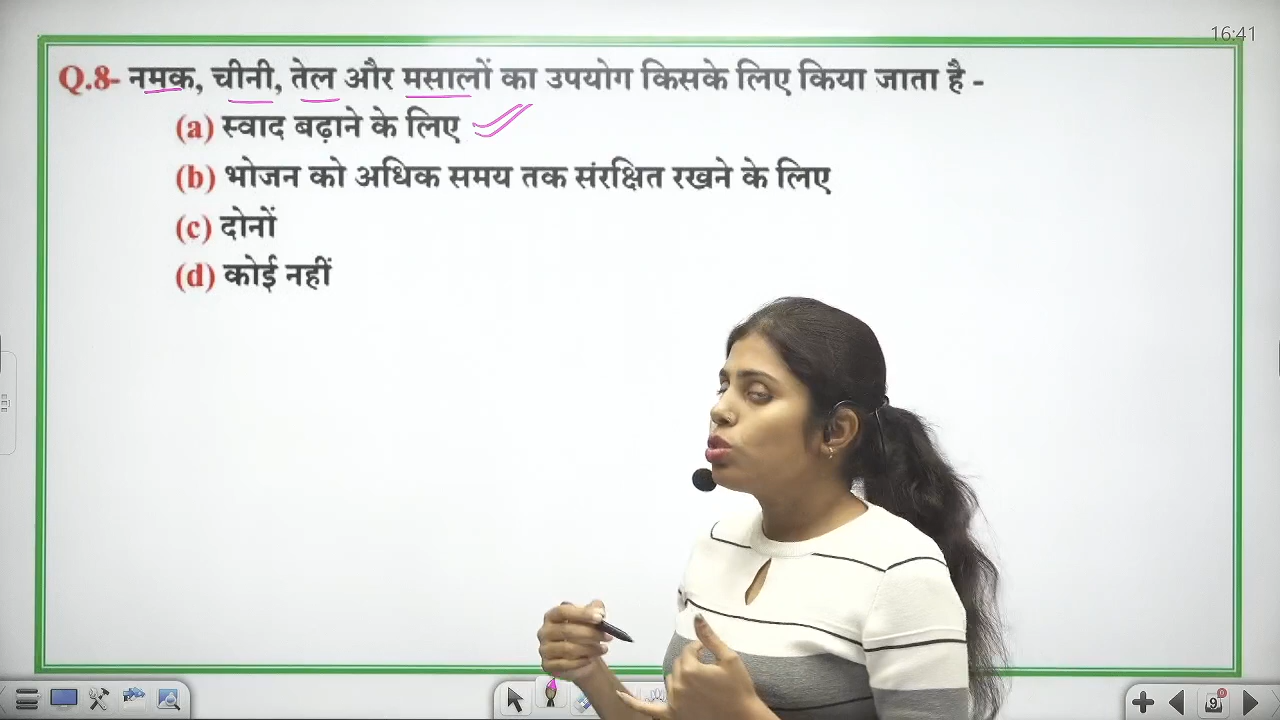 16:41
Q.8- नमक, चीनी, तेल और मसालों का उपयोग किसके लिए किया जाता है -
(a) स्वाद बढ़ाने के लिए
(b) भोजन को अधिक समय तक संरक्षित रखने के लिए
(c) दोनों
(d) कोई नहीं
9